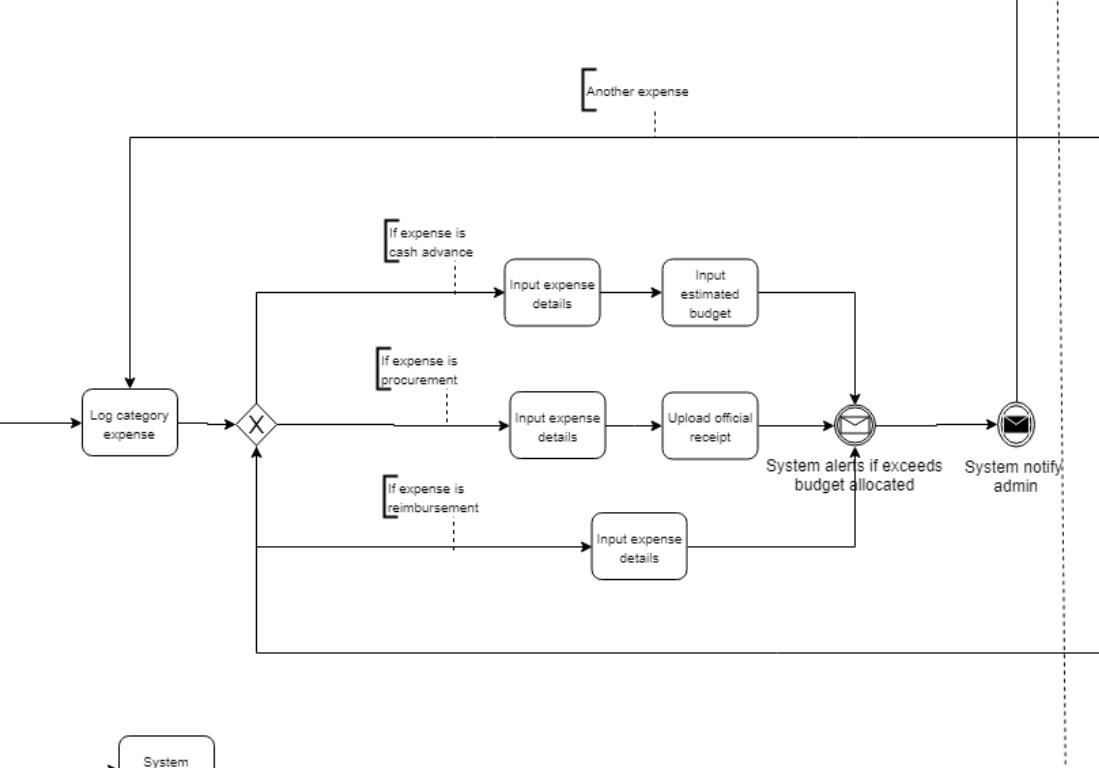 Another expense
If expense is
cash advance
Input expense
details
Input
estimated
budget
If expense is
procurement
Log category
expense
X
Input expense
details
Upload official
receipt
System alerts if exceeds
budget allocated
System notify
admin
If expense is
reimbursement
Input expense
details
System